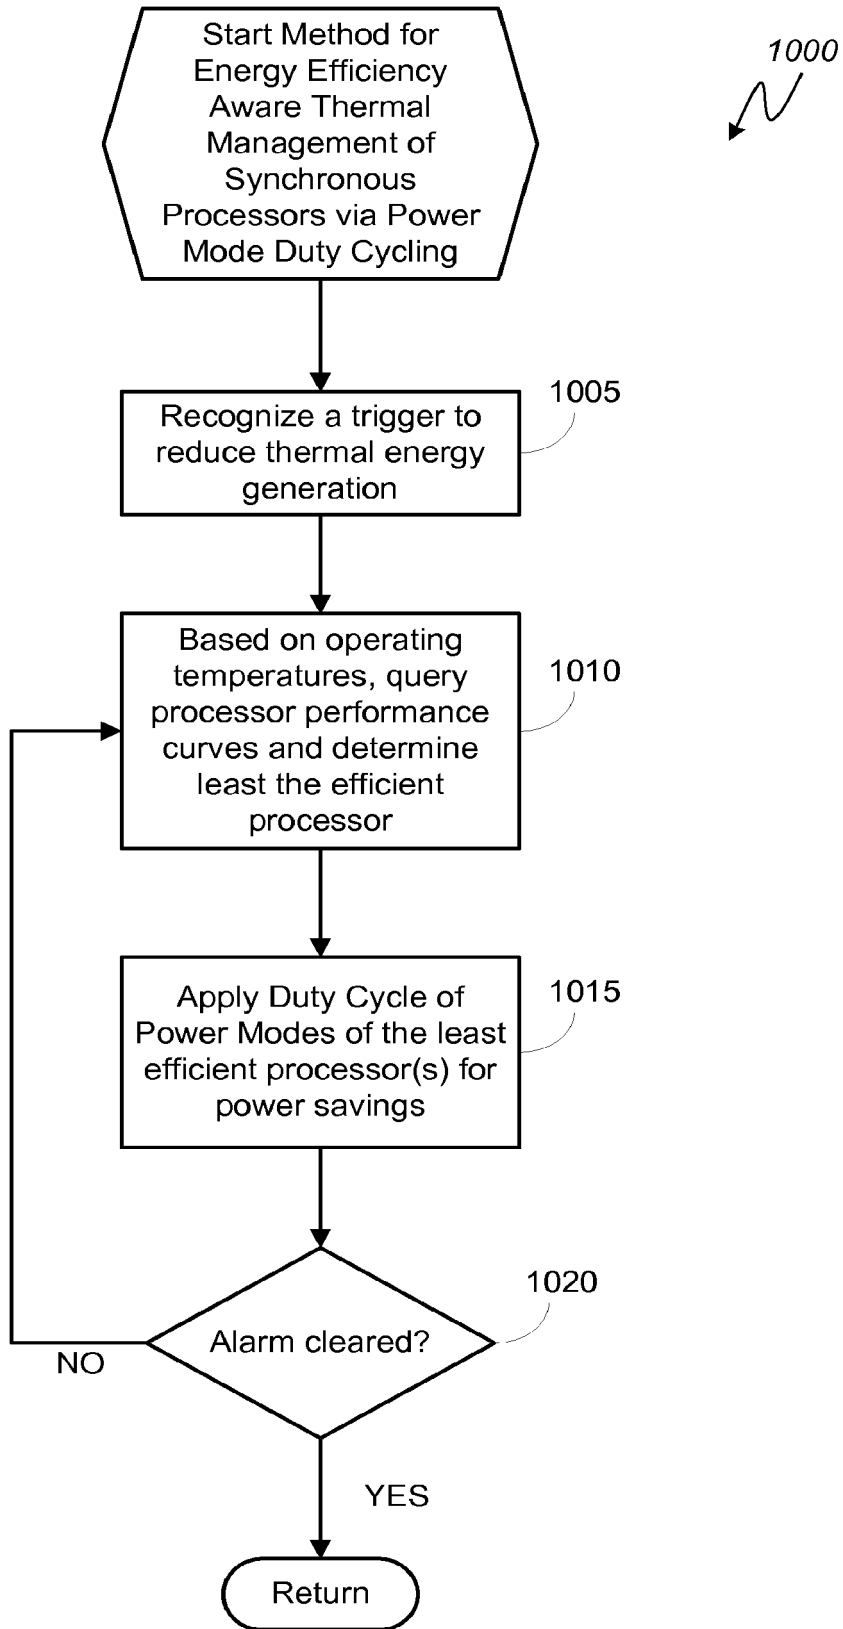 Start Method for
Energy Efficiency
Aware Thermal
Management of
Synchronous
Processors via Power
Mode Duty Cycling
1000
Recognize a trigger to
reduce thermal energy
generation
1005
Based on operating
temperatures, query
processor performance
curves and determine
least the efficient
processor
1010
Apply Duty Cycle of
Power Modes of the least
efficient processor(s) for
power savings
1015
Alarm cleared?
1020
NO
YES
Return